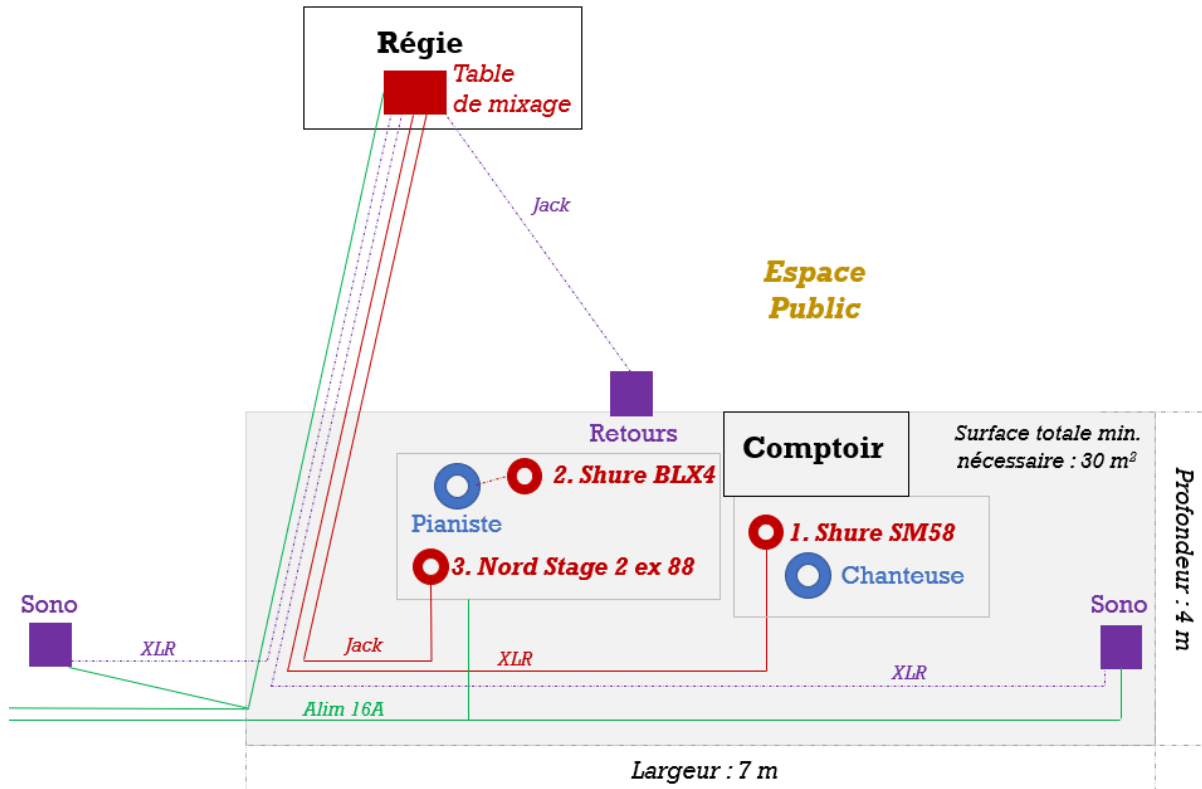 Régie
Table
de mixage
Jack
Espace
Public
Retours
Comptoir
Surface totale min.
nécessaire : 30 m²
2. Shure BLX4
Pianiste
1. Shure SM58
3. Nord Stage 2 ex 88
Chanteuse
Profondeur : 4 m
Sono
Sono
XLR
Jack
XLR
XLR
Alim 16A
Largeur : 7 m